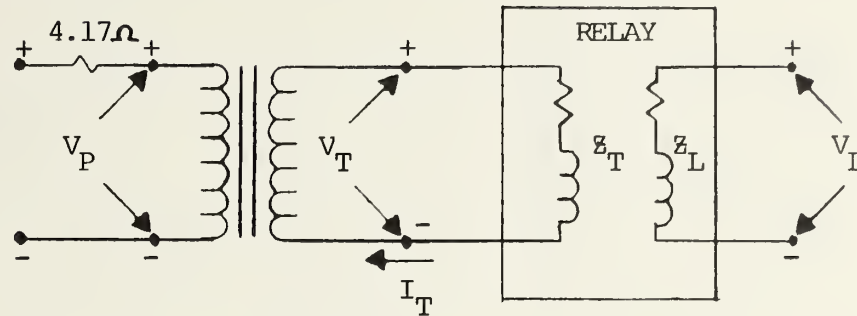 4.17Ω
RELAY
+ + + +
V_P V_T Z_T Z_L V_L
- - - -
I_T